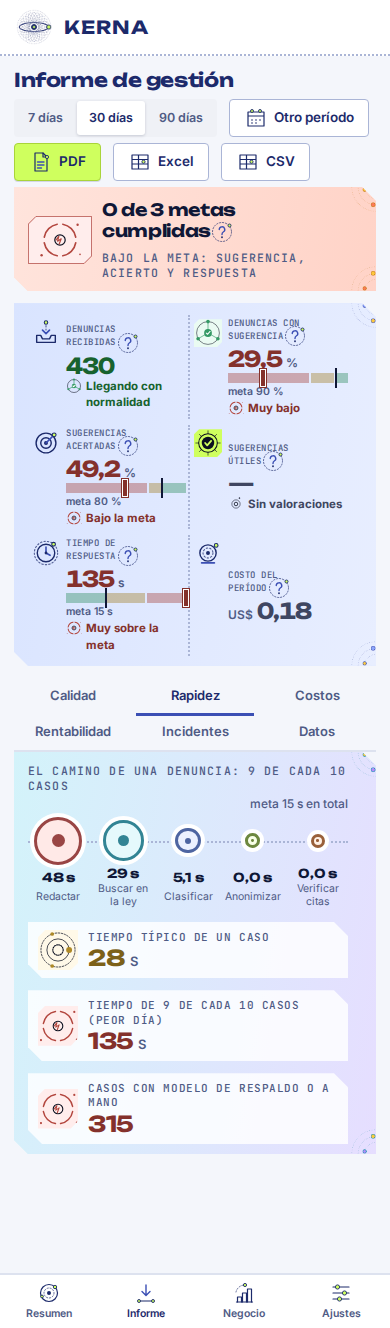 KERNA
Informe de gestión
7 días
30 días
90 días
Otro período
PDF
Excel
CSV
0 de 3 metas
cumplidas ?
BAJO LA META: SUGERENCIA,
ACIERTO Y RESPUESTA
DENUNCIAS
RECIBIDAS ?
430
Llegando con
normalidad
DENUNCIAS CON
SUGERENCIA ?
29,5 %
meta 90 %
Muy bajo
SUGERENCIAS
ACERTADAS ?
49,2 %
meta 80 %
Bajo la meta
SUGERENCIAS
ÚTILES ?
—
Sin valoraciones
TIEMPO DE
RESPUESTA ?
135 s
meta 15 s
Muy sobre la
meta
COSTO DEL
PERÍODO ?
US$ 0,18
Calidad
Rapidez
Costos
Rentabilidad
Incidentes
Datos
EL CAMINO DE UNA DENUNCIA: 9 DE CADA 10
CASOS
meta 15 s en total
48 s
Redactar
29 s
Buscar en
la ley
5,1 s
Clasificar
0,0 s
Anonimizar
0,0 s
Verificar
citas
TIEMPO TÍPICO DE UN CASO
28 s
TIEMPO DE 9 DE CADA 10 CASOS
(PEOR DÍA)
135 s
CASOS CON MODELO DE RESPALDO O A
MANO
315
Resumen
Informe
Negocio
Ajustes